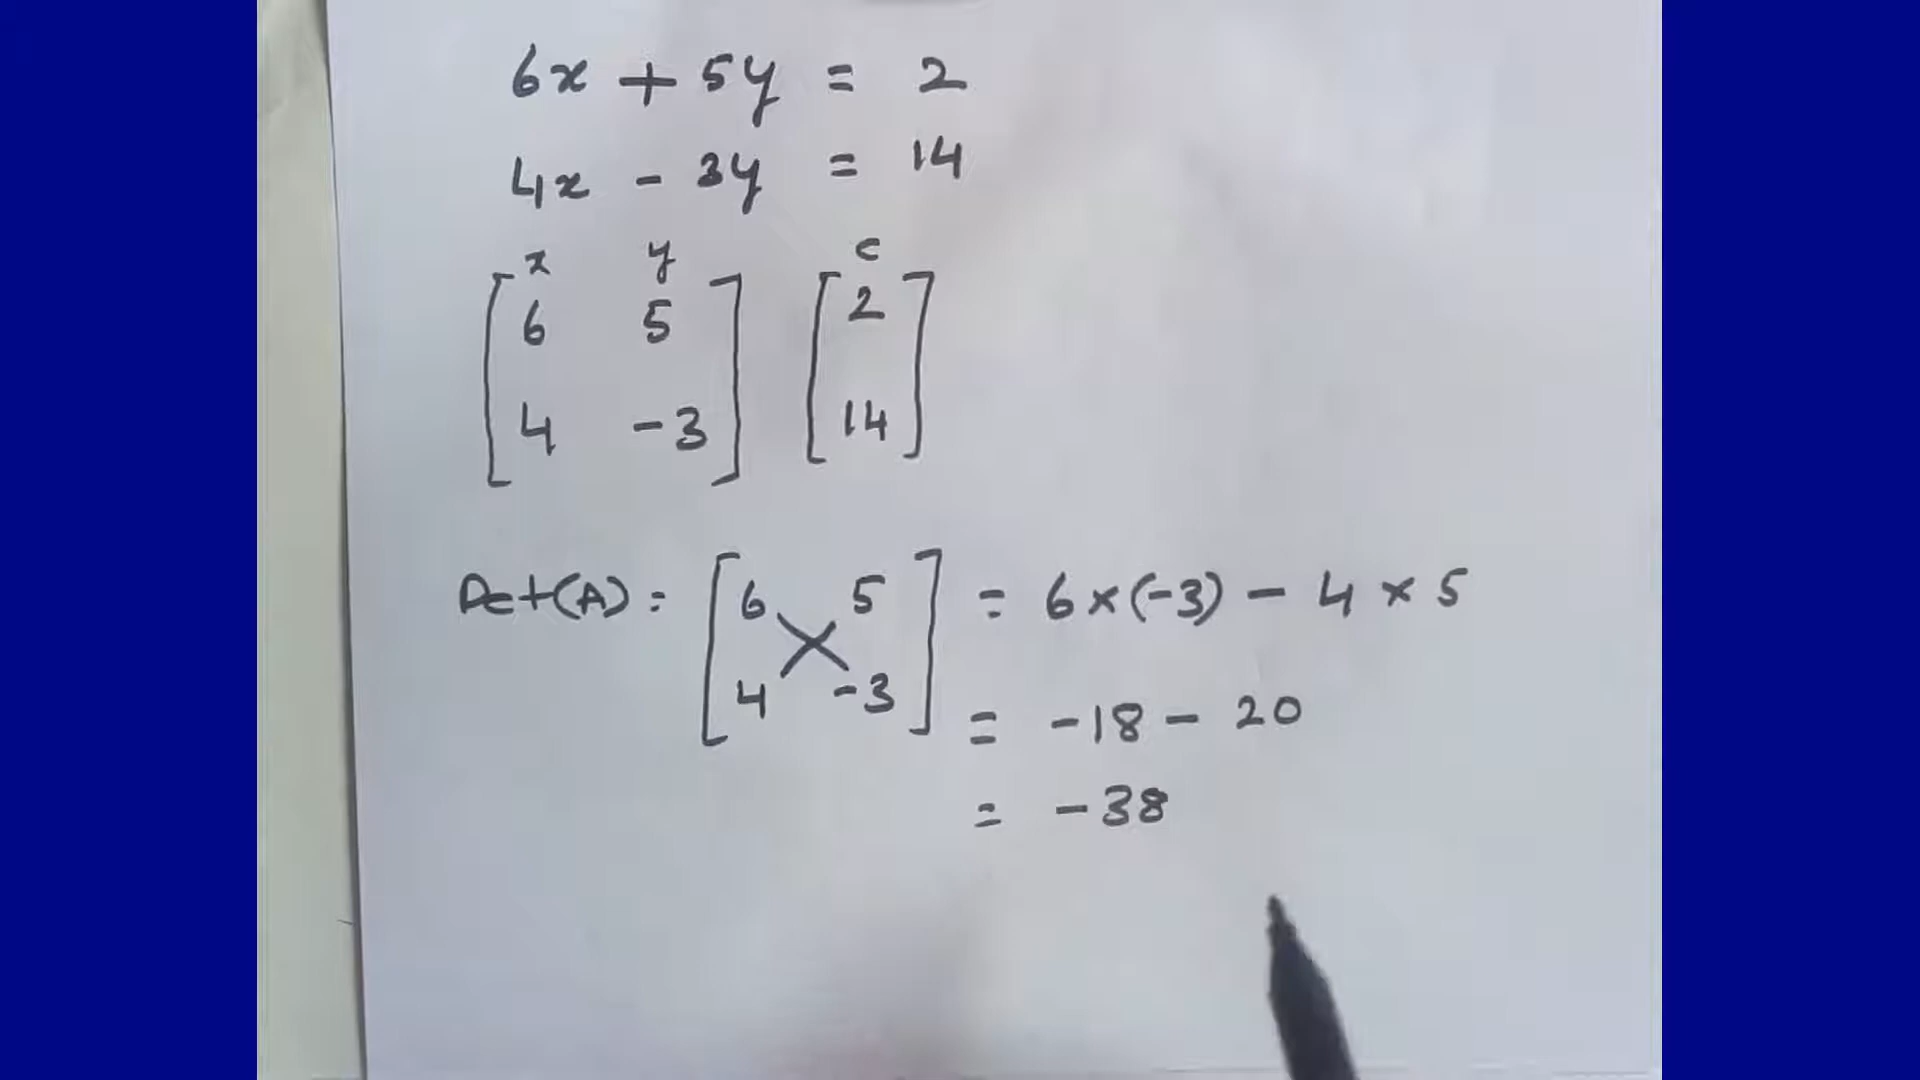 6x + 5y = 2
4x - 3y = 14
x y c
6 5 2
4 -3 14
Det(A) = [6 5] = 6×(-3) - 4 × 5
4 -3
= -18 - 20
= -38